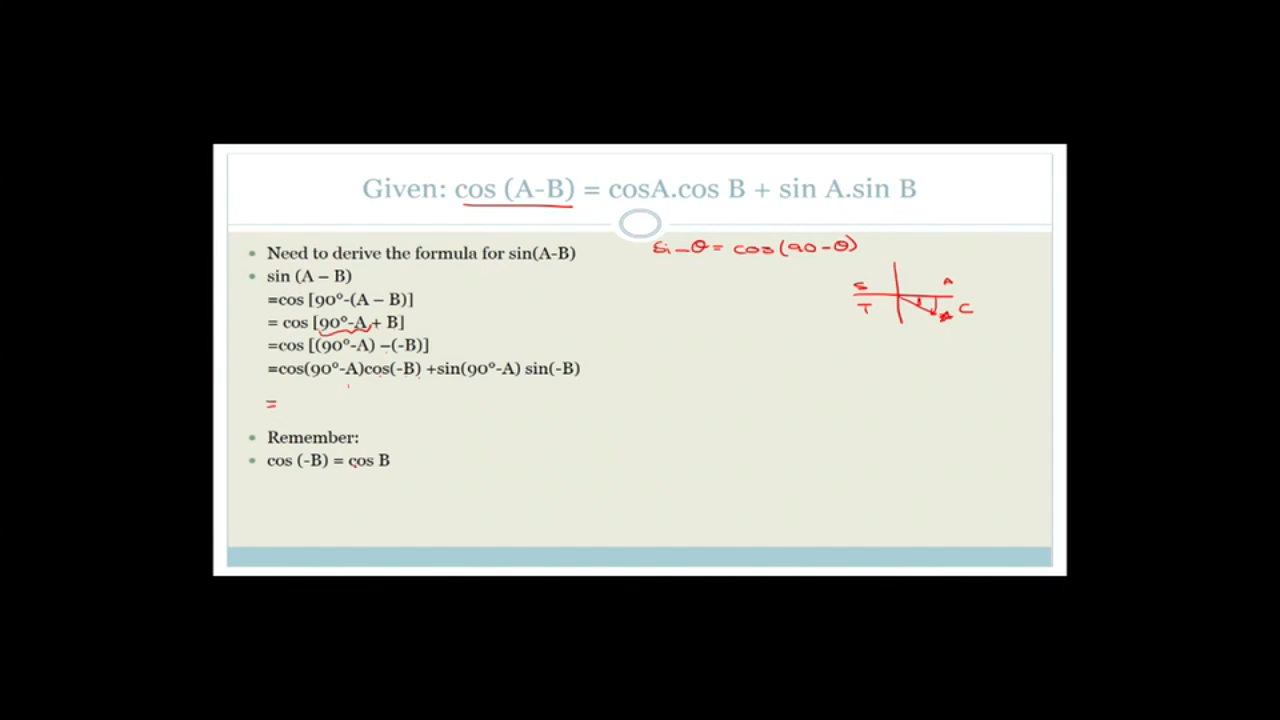 Given: cos (A-B) = cosA.cos B + sin A.sin B
Need to derive the formula for sin(A-B)
sin θ = cos(90-θ)
sin (A – B)
=cos [90°-(A – B)]
= cos [90°-A + B]
=cos [(90°-A) –(-B)]
=cos(90°-A)cos(-B) +sin(90°-A) sin(-B)
=
Remember:
cos (-B) = cos B
S A
T C